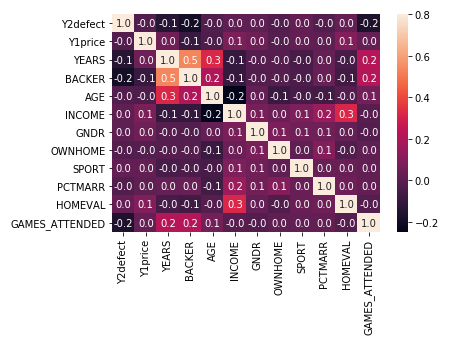 Y2defect 1.0 -0.0 -0.1 -0.2 -0.0 0.0 0.0 -0.0 0.0 -0.0 0.0 -0.2
Y1price -0.0 1.0 0.0 -0.1 -0.0 0.1 0.0 -0.0 0.0 0.0 0.1 0.0
YEARS -0.1 0.0 1.0 0.5 0.3 -0.1 -0.0 -0.0 -0.0 0.0 -0.0 0.2
BACKER -0.2 -0.1 0.5 1.0 0.2 -0.1 -0.0 -0.0 -0.0 0.0 -0.1 0.2
AGE -0.0 -0.0 0.3 0.2 1.0 -0.2 0.0 -0.1 -0.0 -0.1 -0.0 0.1
INCOME 0.0 0.1 -0.1 -0.1 -0.2 1.0 0.1 0.0 0.1 0.2 0.3 -0.0
GNDR 0.0 0.0 -0.0 -0.0 0.0 0.1 1.0 0.1 0.1 0.1 0.0 -0.0
OWNHOME -0.0 -0.0 -0.0 -0.0 -0.1 0.0 0.1 1.0 -0.0 0.1 -0.0 0.0
SPORT 0.0 0.0 -0.0 -0.0 -0.0 0.1 0.1 -0.0 1.0 0.0 -0.0 0.0
PCTMARR -0.0 0.0 0.0 0.0 -0.1 0.2 0.1 0.1 0.0 1.0 0.0 0.0
HOMEVAL 0.0 0.1 -0.0 -0.1 -0.0 0.3 0.0 -0.0 -0.0 0.0 1.0 -0.0
GAMES_ATTENDED -0.2 0.0 0.2 0.2 0.1 -0.0 -0.0 0.0 0.0 0.0 -0.0 1.0
Y2defect
Y1price
YEARS
BACKER
AGE
INCOME
GNDR
OWNHOME
SPORT
PCTMARR
HOMEVAL
GAMES_ATTENDED
0.8
0.6
0.4
0.2
0.0
−0.2